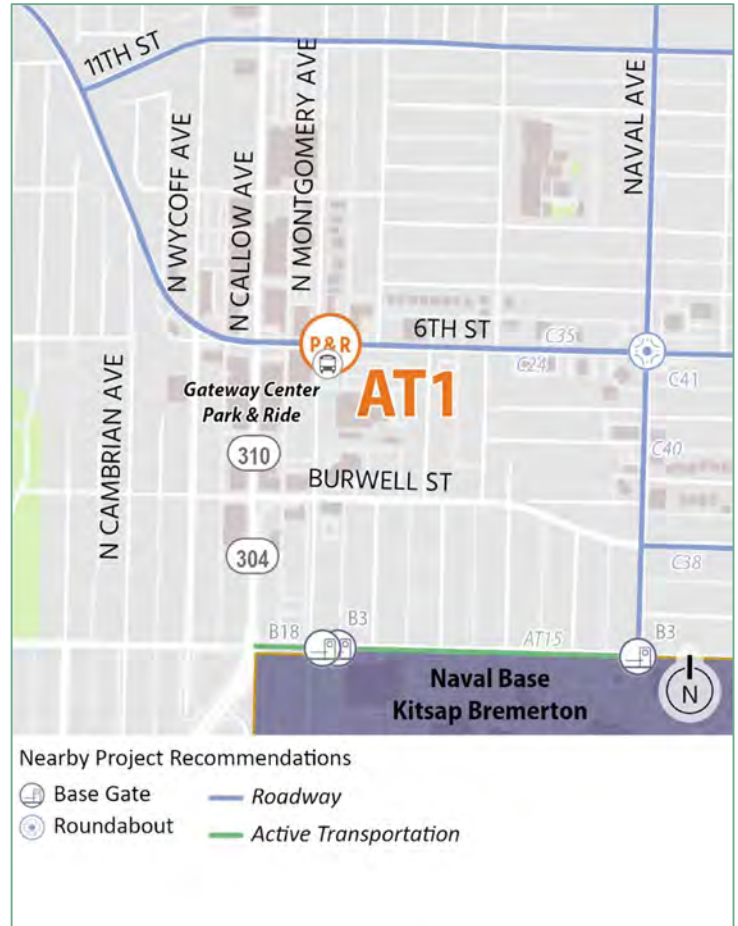 11TH ST
N WYCOFF AVE
N CALLOW AVE
N MONTGOMERY AVE
NAVAL AVE
N CAMBRIAN AVE
6TH ST
C35
C24
C41
P&R
Gateway Center
Park & Ride
AT1
310
C40
BURWELL ST
304
C38
B18
B3
AT15
B3
Naval Base
Kitsap Bremerton
N
Nearby Project Recommendations
Base Gate
Roadway
Roundabout
Active Transportation